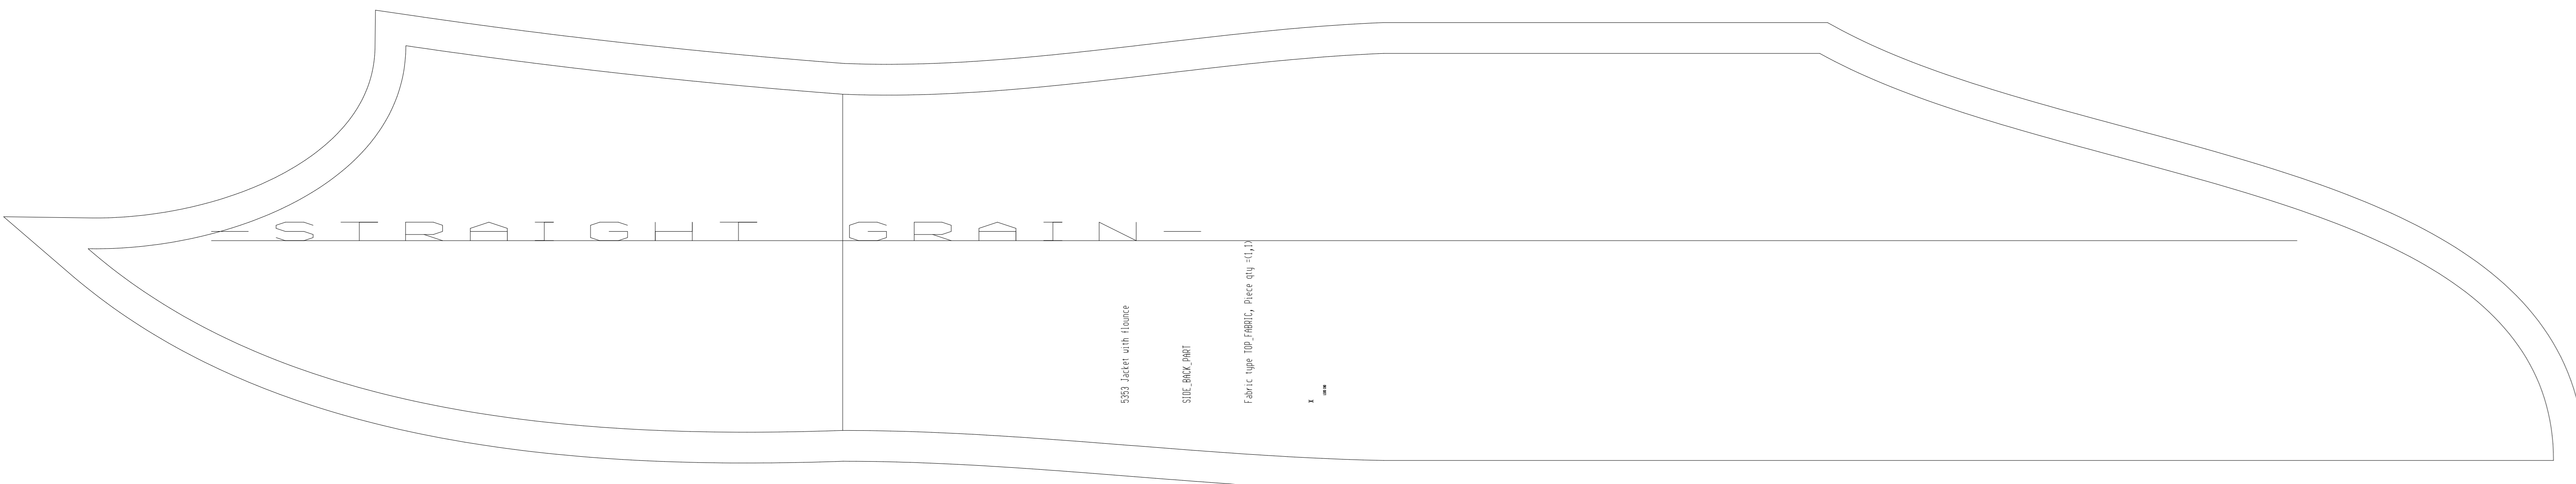 -STRAIGHT GRAIN-
5353 Jacket with flounce
SIDE_BACK_PART
Fabric type TOP_FABRIC, Piece qty =(1,1)